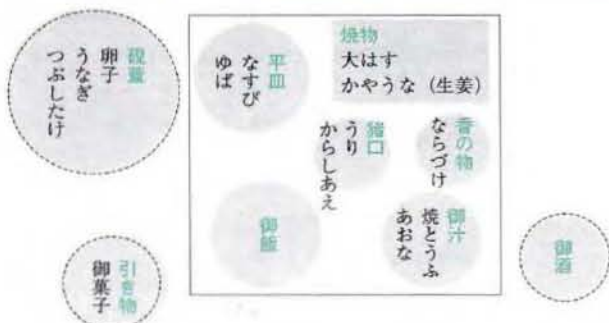 硯蓋
卵子
うなぎ
つぶしたけ
平皿
なすび
ゆば
焼物
大はす
かやうな（生姜）
猪口
うり
からしあえ
香の物
ならづけ
御飯
御汁
焼とうふ
あおな
引き物
御菓子
御酒